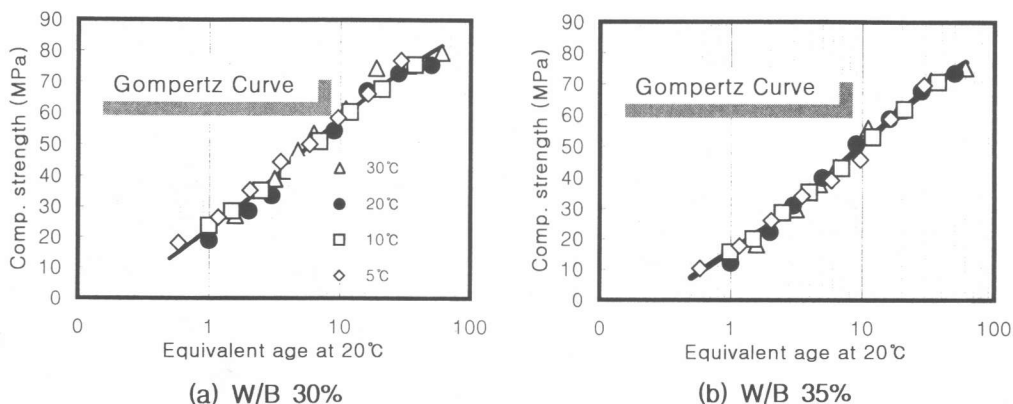 90
80
70
60
50
40
30
20
10
0
Comp. strength (MPa)
Gompertz Curve
30℃
20℃
10℃
5℃
0 1 10 100
Equivalent age at 20℃
(a) W/B 30%
90
80
70
60
50
40
30
20
10
0
Comp. strength (MPa)
Gompertz Curve
0 1 10 100
Equivalent age at 20℃
(b) W/B 35%